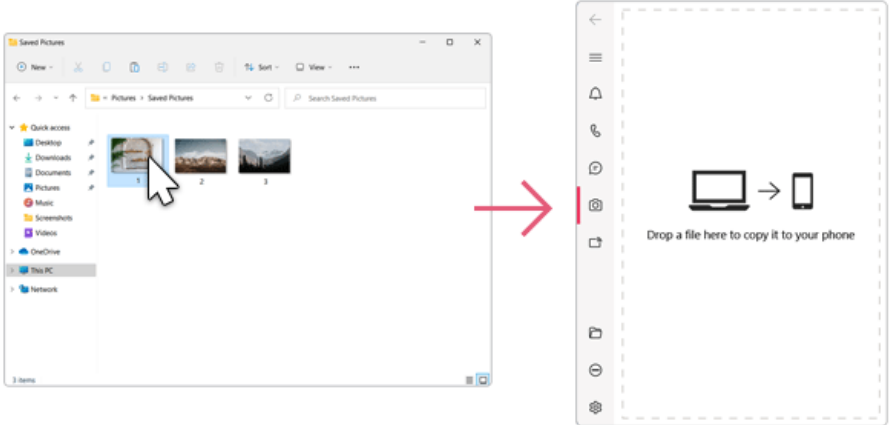 Saved Pictures
New
Sort
View
Pictures > Saved Pictures
Search Saved Pictures
Quick access
Desktop
Downloads
Documents
Pictures
Music
Screenshots
Videos
OneDrive
This PC
Network
1
2
3
3 items
Drop a file here to copy it to your phone